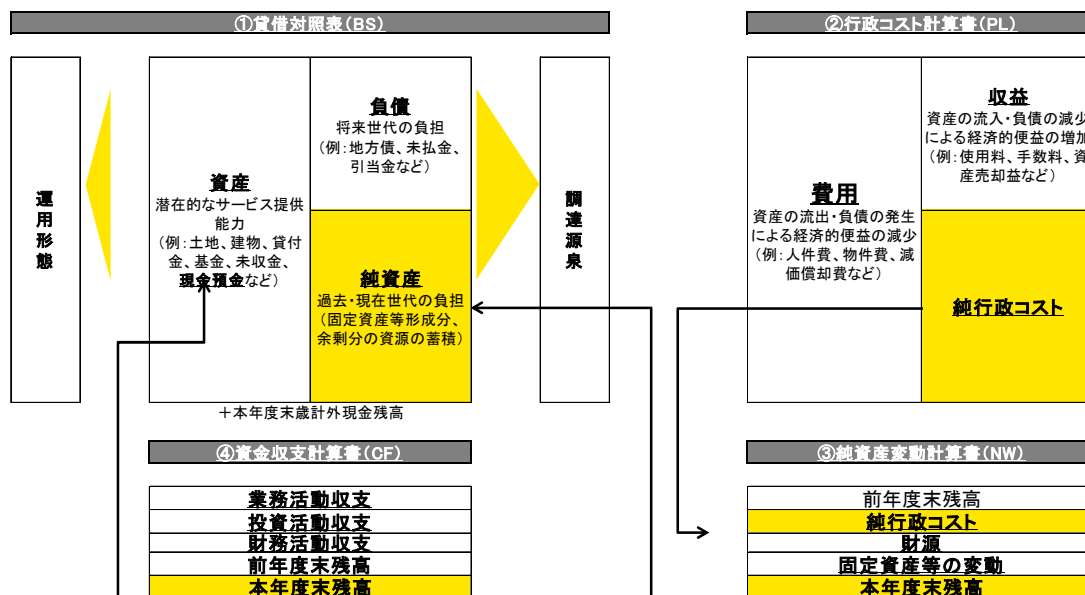 ①貸借対照表（BS）
②行政コスト計算書（PL）
運用形態
資産
潜在的なサービス提供
能力
（例：土地、建物、貸付
金、基金、未収金、
現金預金など）
負債
将来世代の負担
（例：地方債、未払金、
引当金など）
純資産
過去・現在世代の負担
（固定資産等形成分、
余剰分の資源の蓄積）
調達源泉
費用
資産の流出・負債の発生
による経済的便益の減少
（例：人件費、物件費、減
価償却費など）
収益
資産の流入・負債の減少
による経済的便益の増加
（例：使用料、手数料、資
産売却益など）
純行政コスト
＋本年度末歳計外現金残高
④資金収支計算書（CF）
業務活動収支
投資活動収支
財務活動収支
前年度末残高
本年度末残高
③純資産変動計算書（NW）
前年度末残高
純行政コスト
財源
固定資産等の変動
本年度末残高